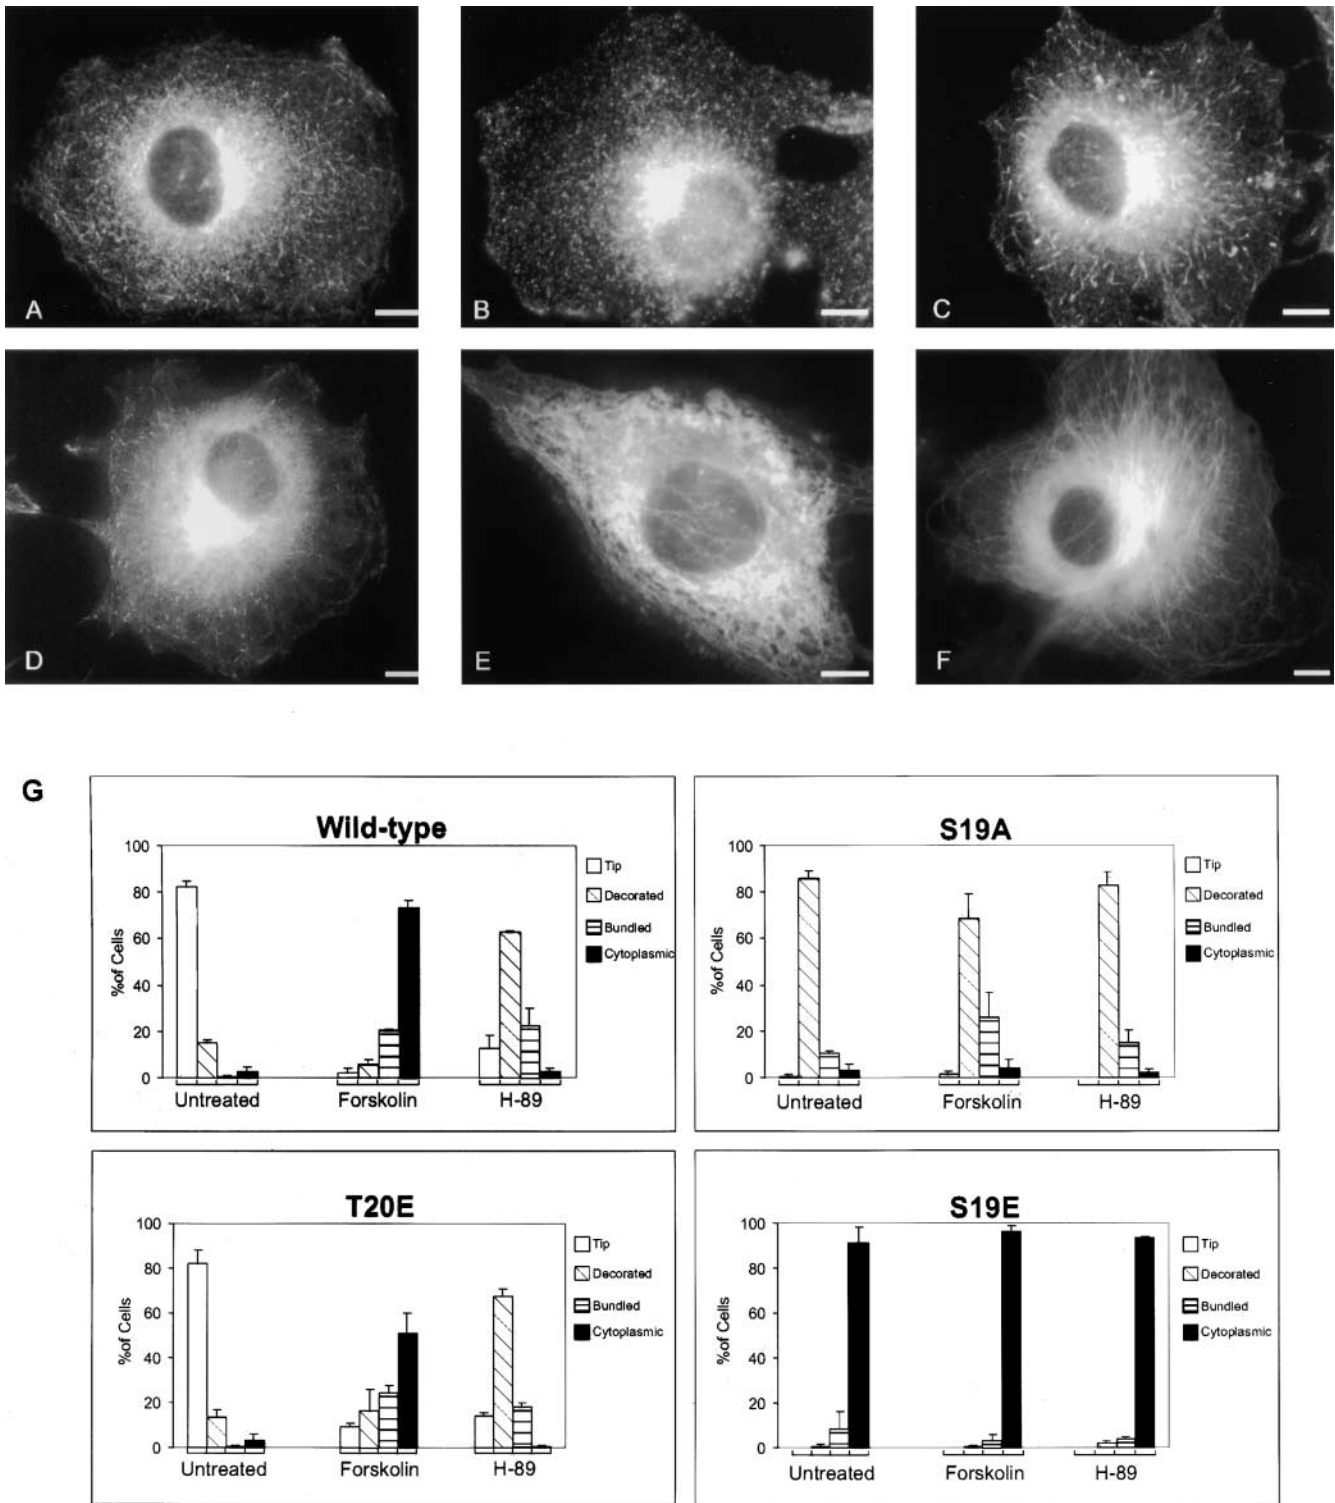 A
B
C
D
E
F
G
Wild-type
100
80
60
40
20
0
%of Cells
Untreated
Forskolin
H-89
Tip
Decorated
Bundled
Cytoplasmic
S19A
100
80
60
40
20
0
%of Cells
Untreated
Forskolin
H-89
Tip
Decorated
Bundled
Cytoplasmic
T20E
100
80
60
40
20
0
%of Cells
Untreated
Forskolin
H-89
Tip
Decorated
Bundled
Cytoplasmic
S19E
100
80
60
40
20
0
%of Cells
Untreated
Forskolin
H-89
Tip
Decorated
Bundled
Cytoplasmic